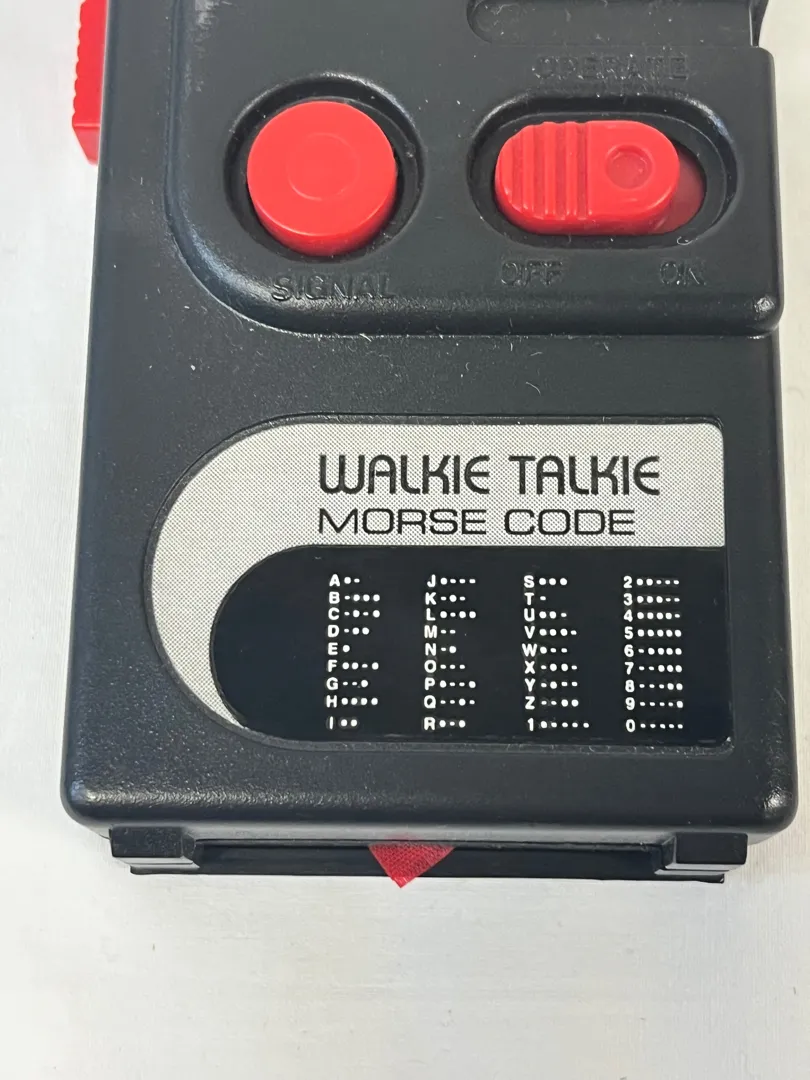 OPERATE
SIGNAL
OFF ON
WALKIE TALKIE
MORSE CODE
A •- J •--- S ••• 2 ••---
B -••• K -•- T - 3 •••--
C -•-• L •-•• U ••- 4 ••••-
D -•• M -- V •••- 5 •••••
E • N -• W •-- 6 -••••
F ••-• O --- X -••- 7 --•••
G --• P •--• Y -•-- 8 ---••
H •••• Q --•- Z --•• 9 ----•
I •• R •-• 1 •---- 0 -----